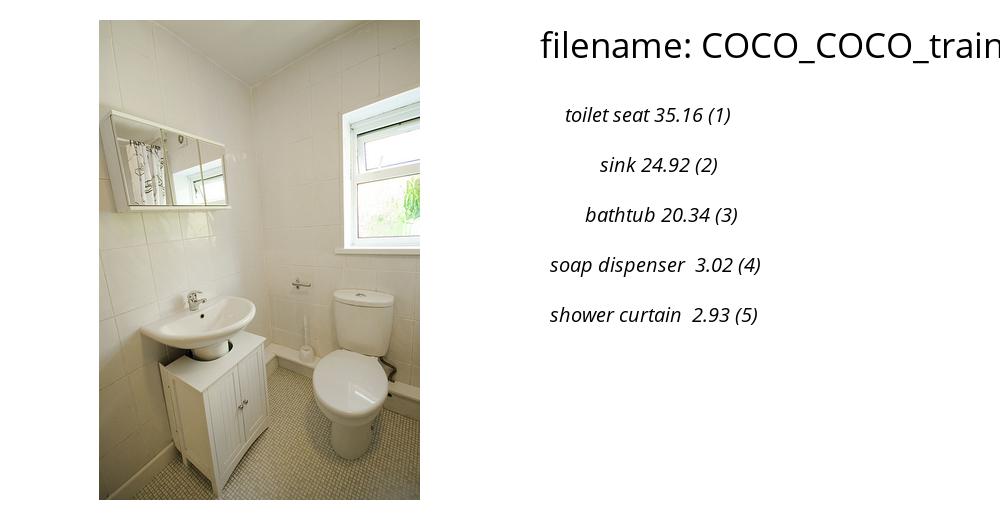 filename: COCO_COCO_train
toilet seat 35.16 (1)
sink 24.92 (2)
bathtub 20.34 (3)
soap dispenser 3.02 (4)
shower curtain 2.93 (5)